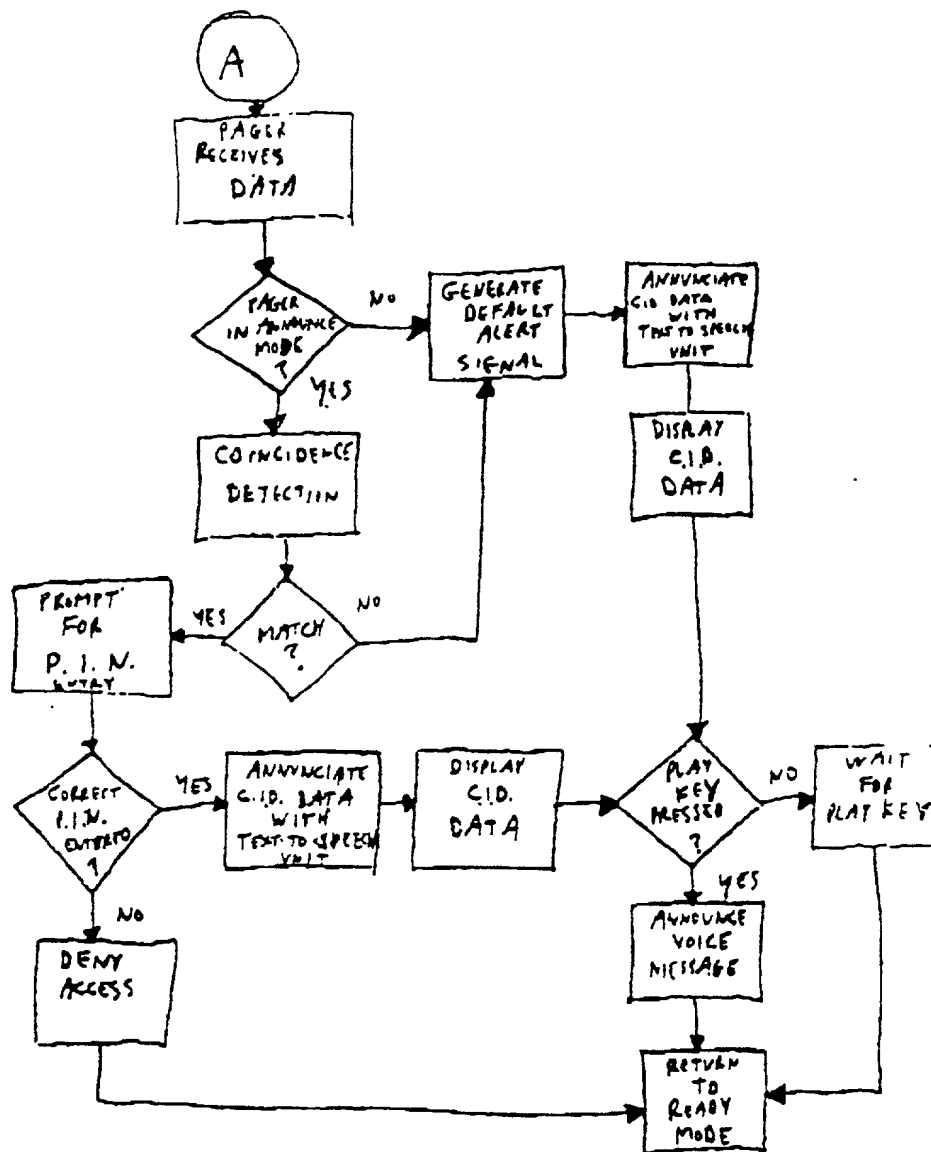 A
PAGER
RECEIVES
DATA
PAGER
IN ANNOUNCE
MODE
?
NO
YES
GENERATE
DEFAULT
ALERT
SIGNAL
ANNUNCIATE
C.I.D. DATA
WITH
TEXT TO SPEECH
UNIT
DISPLAY
C.I.D.
DATA
COINCIDENCE
DETECTION
MATCH
?
YES
NO
PROMPT
FOR
P. I. N.
ENTRY
CORRECT
P.I.N.
ENTERED
?
YES
NO
ANNUNCIATE
C.I.D. DATA
WITH
TEXT TO SPEECH
UNIT
DISPLAY
C.I.D.
DATA
PLAY
KEY
PRESSED
?
NO
YES
WAIT
FOR
PLAY KEY
DENY
ACCESS
ANNOUNCE
VOICE
MESSAGE
RETURN
TO
READY
MODE